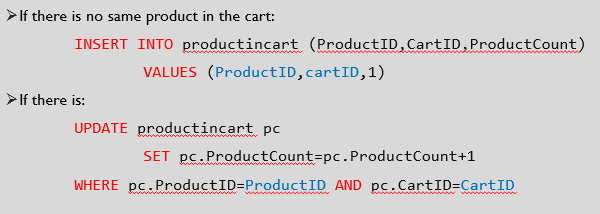 ➢If there is no same product in the cart:
INSERT INTO productincart (ProductID,CartID,ProductCount)
VALUES (ProductID,cartID,1)
➢If there is:
UPDATE productincart pc
SET pc.ProductCount=pc.ProductCount+1
WHERE pc.ProductID=ProductID AND pc.CartID=CartID